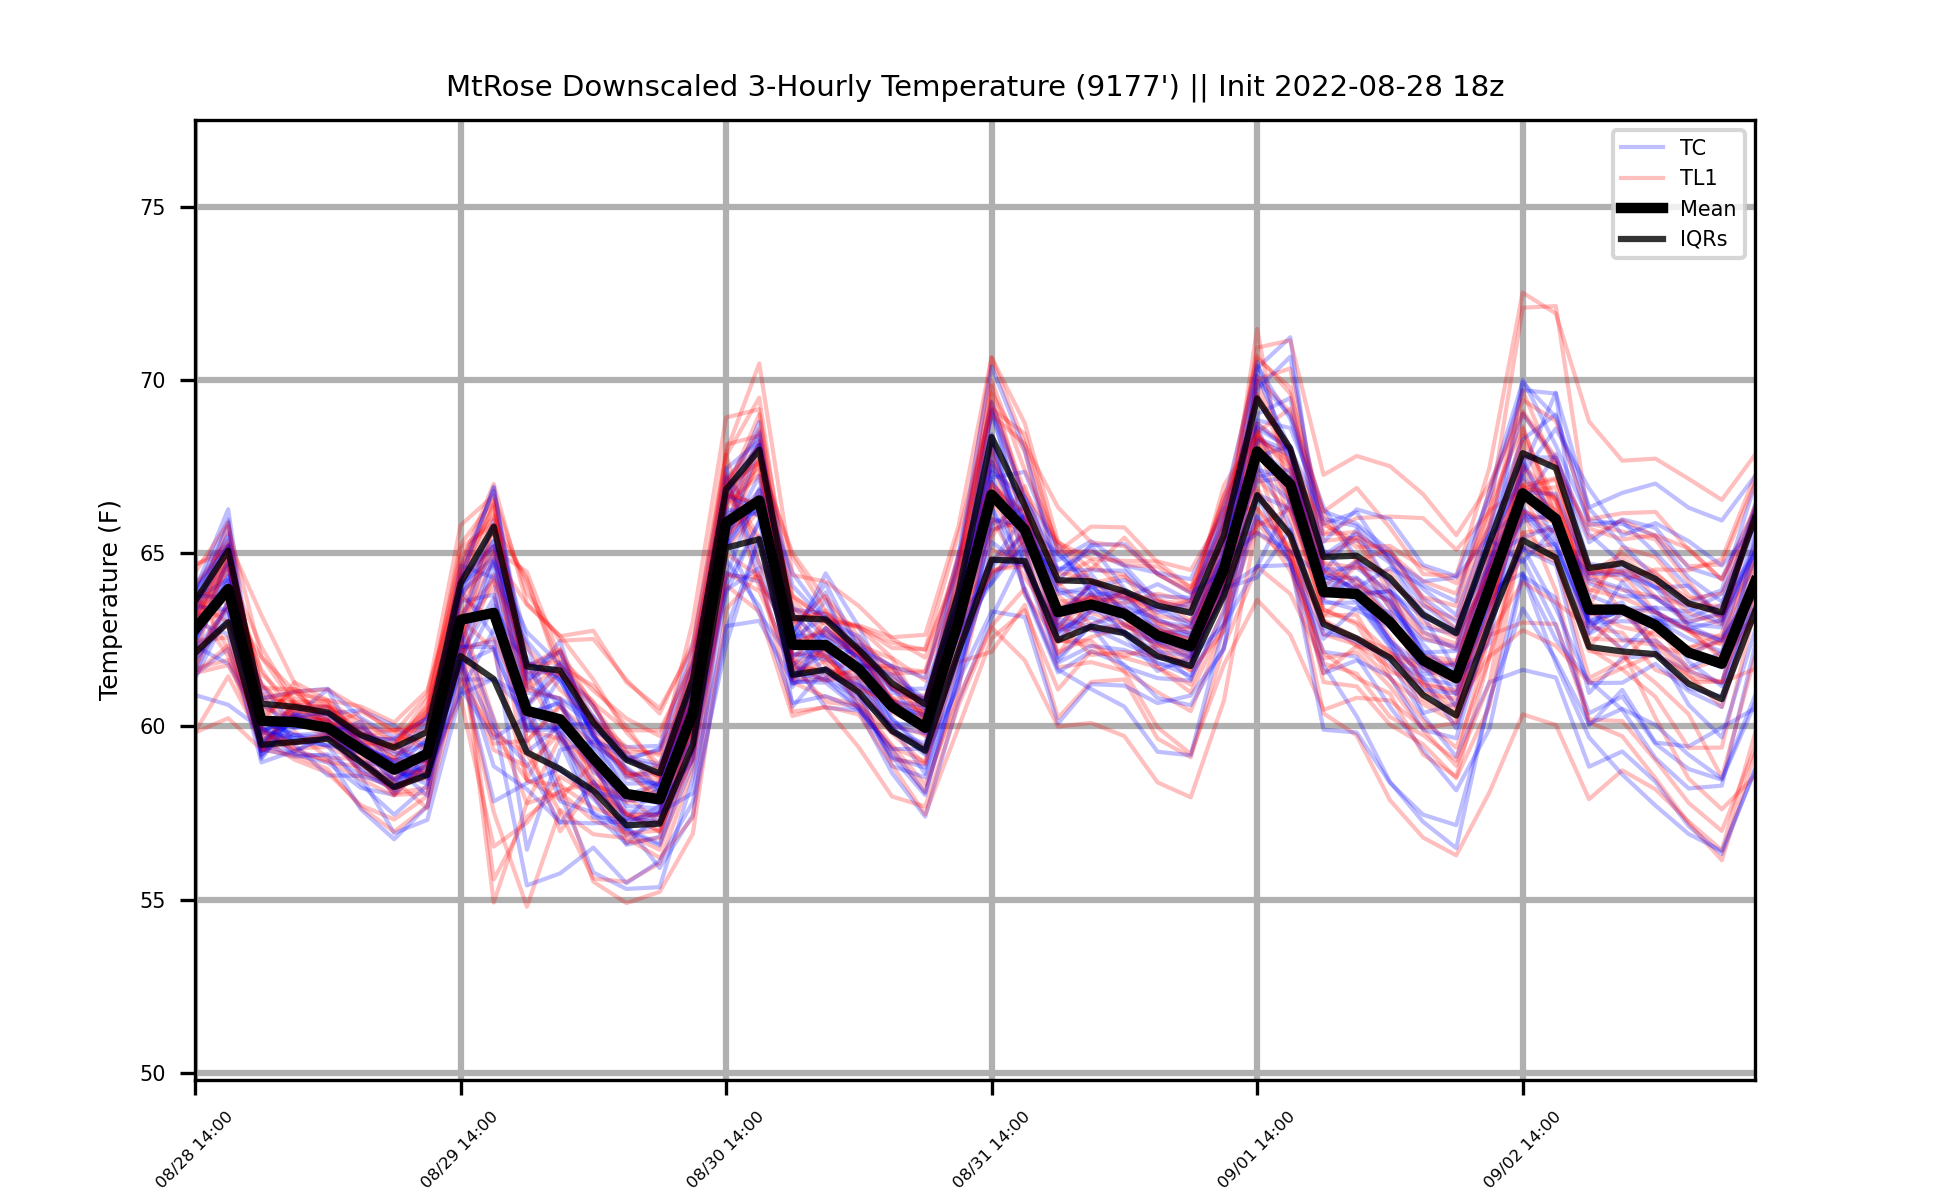 MtRose Downscaled 3-Hourly Temperature (9177') || Init 2022-08-28 18z
TC
TL1
Mean
IQRs
Temperature (F)
75
70
65
60
55
50
08/28 14:00
08/29 14:00
08/30 14:00
08/31 14:00
09/01 14:00
09/02 14:00